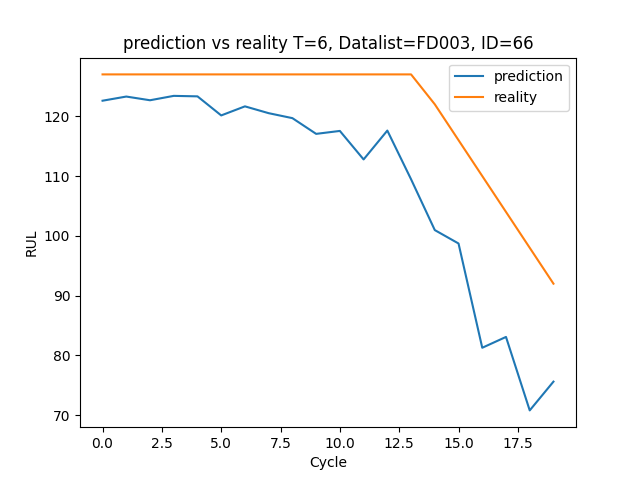 prediction vs reality T=6, Datalist=FD003, ID=66
prediction
reality
RUL
120
110
100
90
80
70
0.0 2.5 5.0 7.5 10.0 12.5 15.0 17.5
Cycle